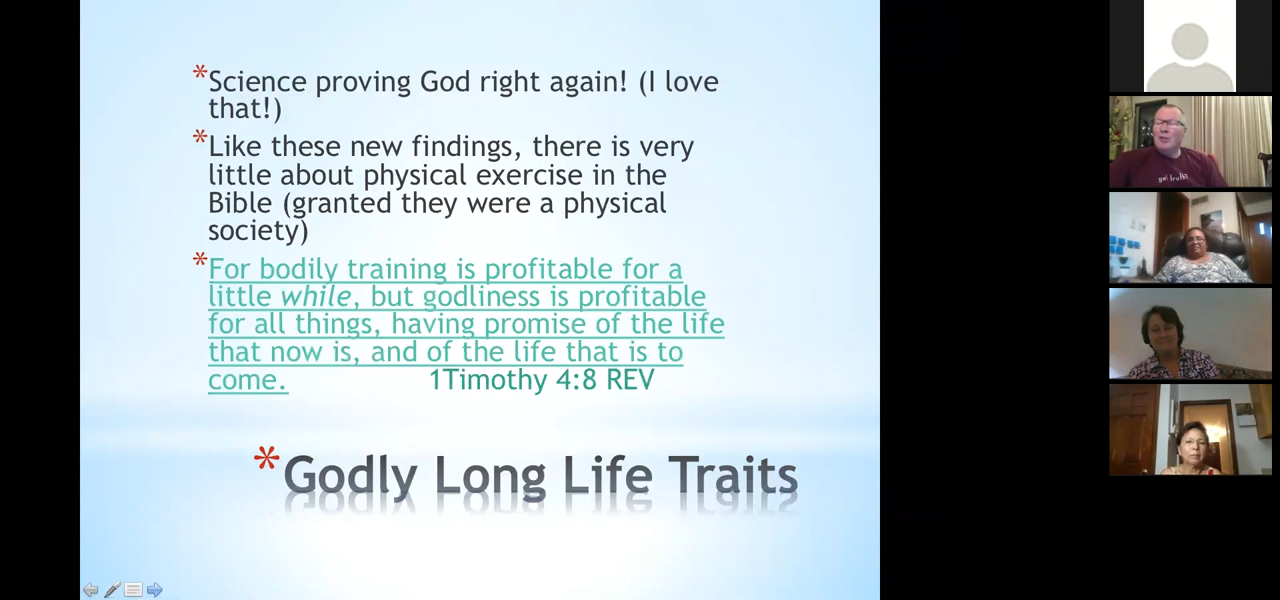 *Science proving God right again! (I love
that!)
*Like these new findings, there is very
little about physical exercise in the
Bible (granted they were a physical
society)
*For bodily training is profitable for a
little while, but godliness is profitable
for all things, having promise of the life
that now is, and of the life that is to
come. 1Timothy 4:8 REV
*Godly Long Life Traits
got truth?